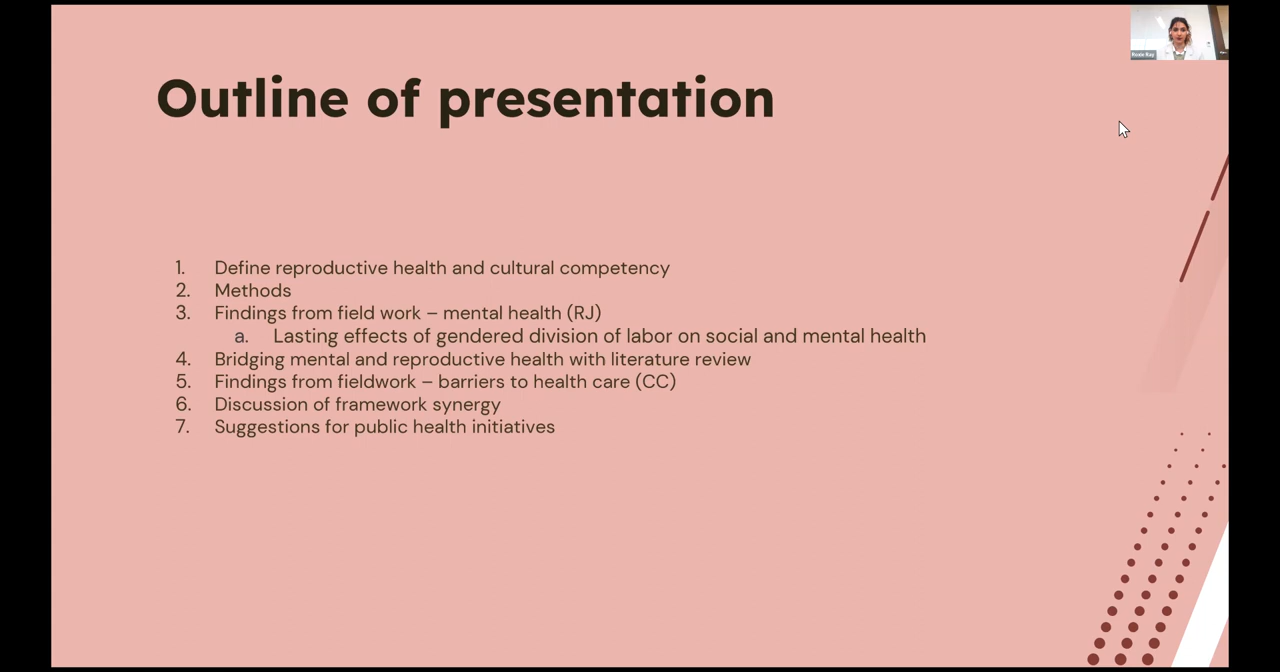 Outline of presentation
1. Define reproductive health and cultural competency
2. Methods
3. Findings from field work – mental health (RJ)
a. Lasting effects of gendered division of labor on social and mental health
4. Bridging mental and reproductive health with literature review
5. Findings from fieldwork – barriers to health care (CC)
6. Discussion of framework synergy
7. Suggestions for public health initiatives